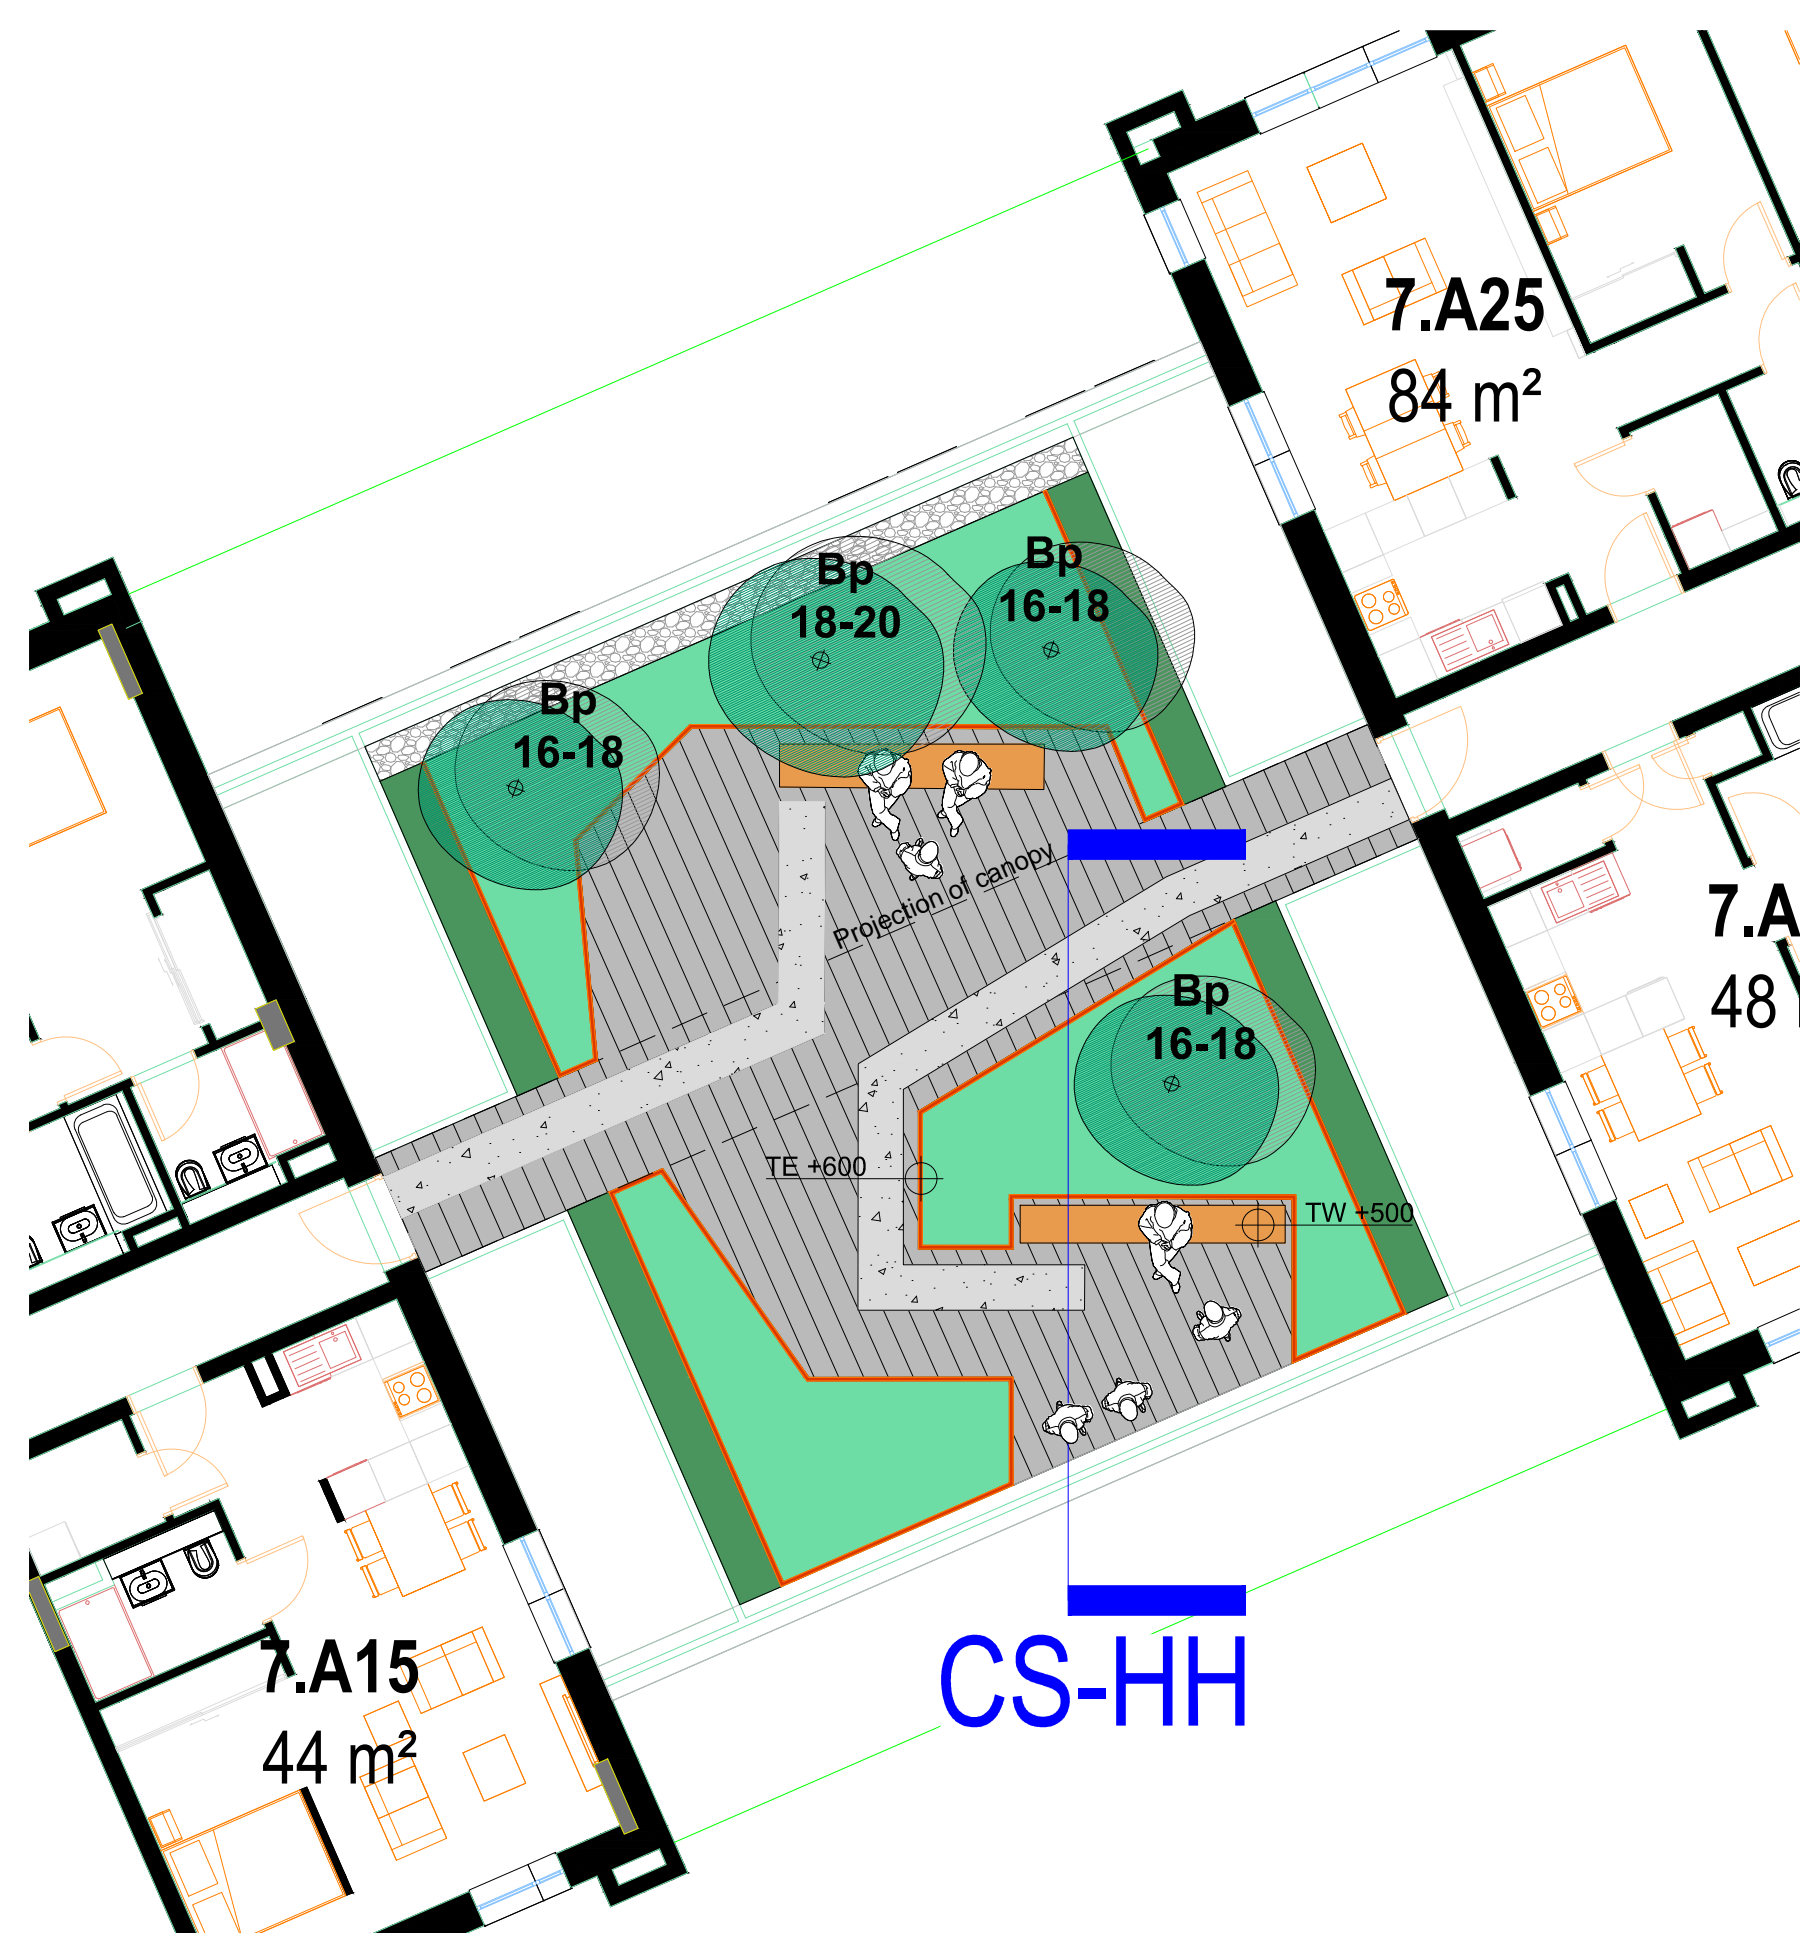 7.A25
84 m²
Bp
18-20
Bp
16-18
Bp
16-18
Projection of canopy
7.A
48
Bp
16-18
TE +600
TW +500
7.A15
44 m²
CS-HH